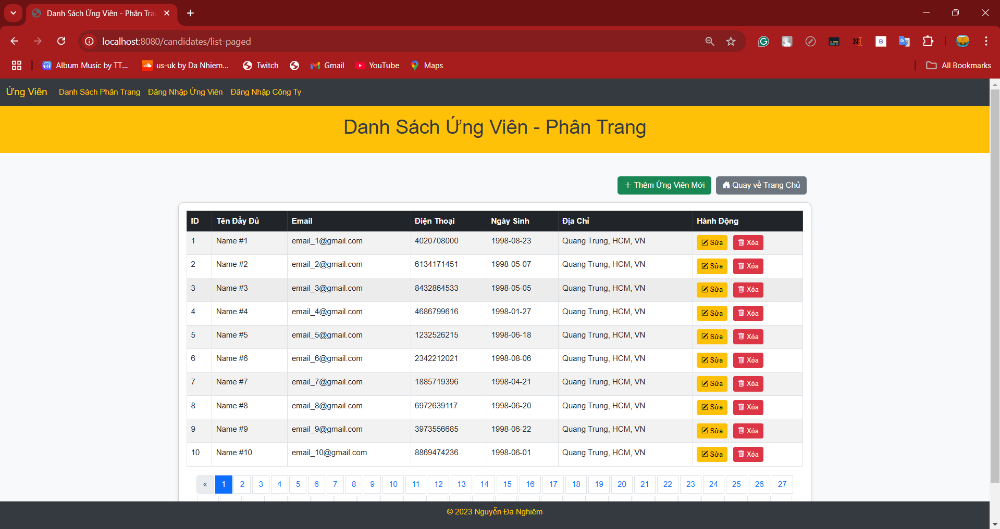 Danh Sách Ứng Viên - Phân Tra
localhost:8080/candidates/list-paged
Album Music by TT... us-uk by Da Nhiem... Twitch Gmail YouTube Maps All Bookmarks
Ứng Viên Danh Sách Phân Trang Đăng Nhập Ứng Viên Đăng Nhập Công Ty
Danh Sách Ứng Viên - Phân Trang
+ Thêm Ứng Viên Mới Quay về Trang Chủ
ID Tên Đầy Đủ Email Điện Thoại Ngày Sinh Địa Chỉ Hành Động
1 Name #1 email_1@gmail.com 4020708000 1998-08-23 Quang Trung, HCM, VN Sửa Xóa
2 Name #2 email_2@gmail.com 6134171451 1998-05-07 Quang Trung, HCM, VN Sửa Xóa
3 Name #3 email_3@gmail.com 8432864533 1998-05-05 Quang Trung, HCM, VN Sửa Xóa
4 Name #4 email_4@gmail.com 4686799616 1998-01-27 Quang Trung, HCM, VN Sửa Xóa
5 Name #5 email_5@gmail.com 1232526215 1998-06-18 Quang Trung, HCM, VN Sửa Xóa
6 Name #6 email_6@gmail.com 2342212021 1998-08-06 Quang Trung, HCM, VN Sửa Xóa
7 Name #7 email_7@gmail.com 1885719396 1998-04-21 Quang Trung, HCM, VN Sửa Xóa
8 Name #8 email_8@gmail.com 6972639117 1998-06-20 Quang Trung, HCM, VN Sửa Xóa
9 Name #9 email_9@gmail.com 3973556685 1998-06-22 Quang Trung, HCM, VN Sửa Xóa
10 Name #10 email_10@gmail.com 8869474236 1998-06-01 Quang Trung, HCM, VN Sửa Xóa
« 1 2 3 4 5 6 7 8 9 10 11 12 13 14 15 16 17 18 19 20 21 22 23 24 25 26 27
© 2023 Nguyễn Đa Nghiêm